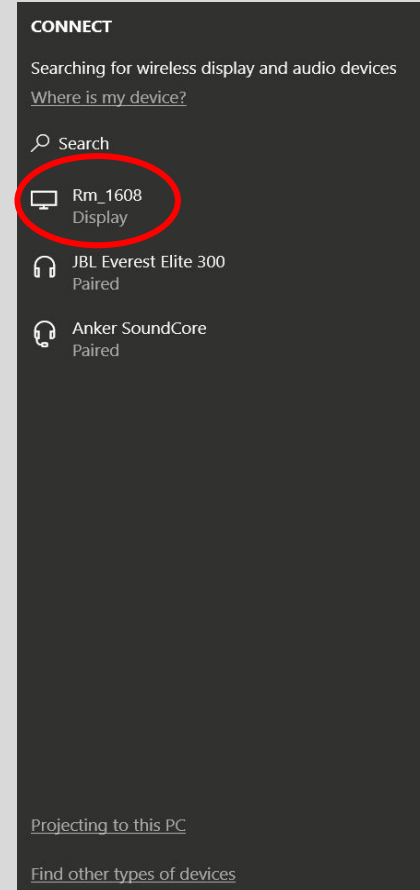 CONNECT
Searching for wireless display and audio devices
Where is my device?
Search
Rm_1608
Display
JBL Everest Elite 300
Paired
Anker SoundCore
Paired
Projecting to this PC
Find other types of devices